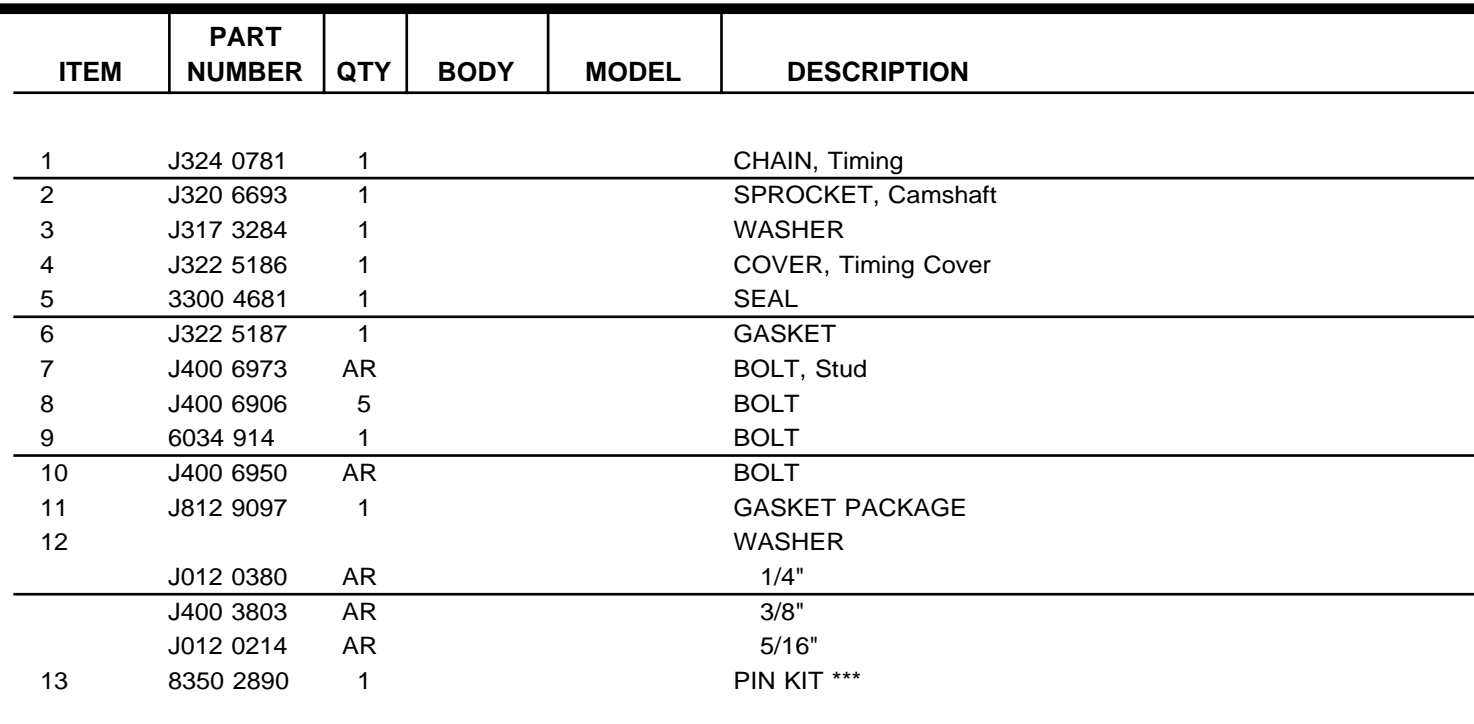 PART
ITEM NUMBER QTY BODY MODEL DESCRIPTION
1 J324 0781 1 CHAIN, Timing
2 J320 6693 1 SPROCKET, Camshaft
3 J317 3284 1 WASHER
4 J322 5186 1 COVER, Timing Cover
5 3300 4681 1 SEAL
6 J322 5187 1 GASKET
7 J400 6973 AR BOLT, Stud
8 J400 6906 5 BOLT
9 6034 914 1 BOLT
10 J400 6950 AR BOLT
11 J812 9097 1 GASKET PACKAGE
12 WASHER
J012 0380 AR 1/4"
J400 3803 AR 3/8"
J012 0214 AR 5/16"
13 8350 2890 1 PIN KIT ***